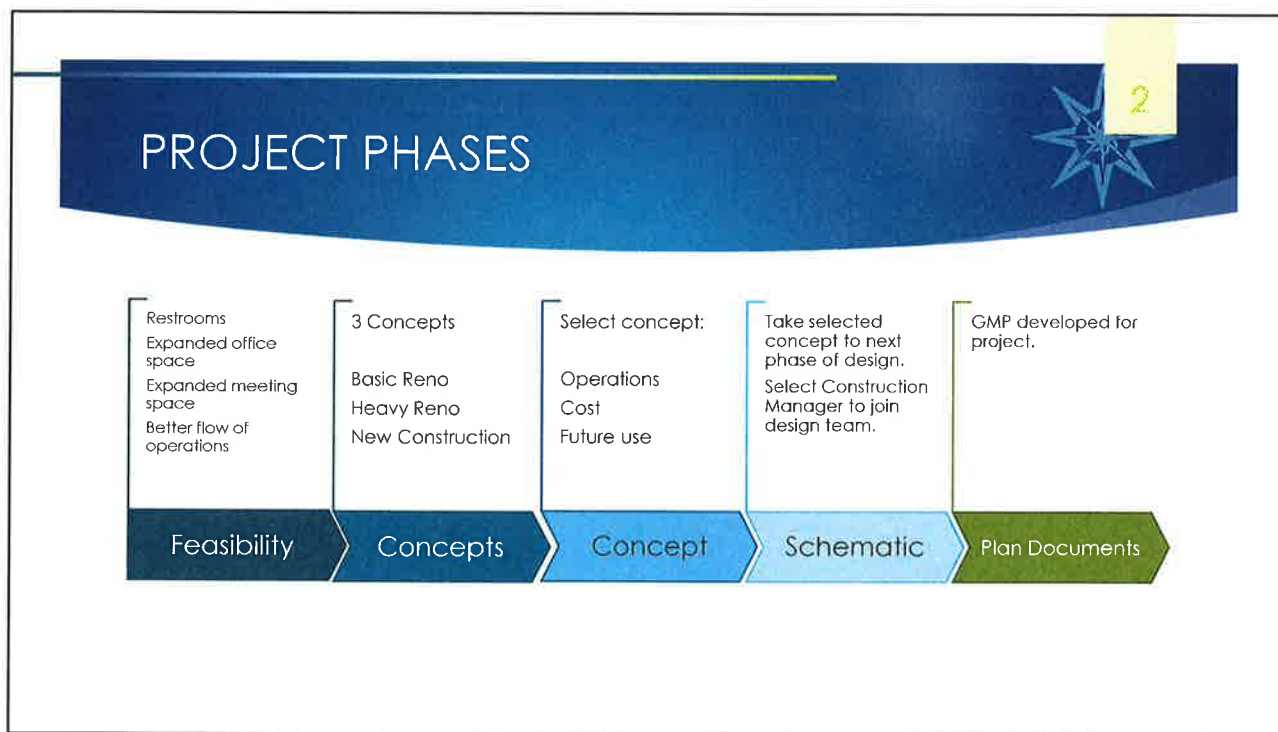 2
PROJECT PHASES
Restrooms
Expanded office
space
Expanded meeting
space
Better flow of
operations
3 Concepts
Basic Reno
Heavy Reno
New Construction
Select concept:
Operations
Cost
Future use
Take selected
concept to next
phase of design.
Select Construction
Manager to join
design team.
GMP developed for
project.
Feasibility
Concepts
Concept
Schematic
Plan Documents